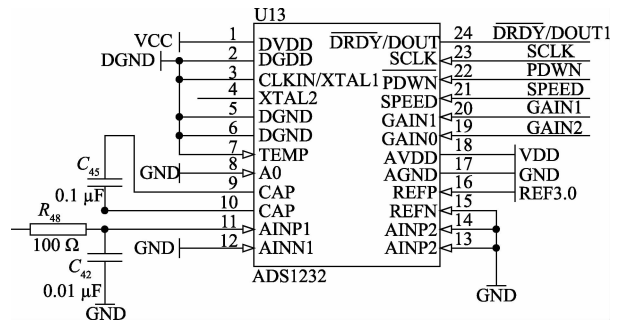 U13
VCC 1 DVDD DRDY/DOUT 24 DRDY/DOUT1
DGND 2 DGDD SCLK 23 SCLK
3 CLKIN/XTAL1 PDWN 22 PDWN
4 XTAL2 SPEED 21 SPEED
5 DGND GAIN1 20 GAIN1
6 DGND GAIN0 19 GAIN2
7 TEMP AVDD 18 VDD
GND 8 A0 AGND 17 GND
C45 9 CAP REFP 16 REF3.0
0.1 μF 10 CAP REFN 15
R48 11 AINP1 AINP2 14
100 Ω GND 12 AINN1 AINP2 13
C42 ADS1232
0.01 μF
GND GND